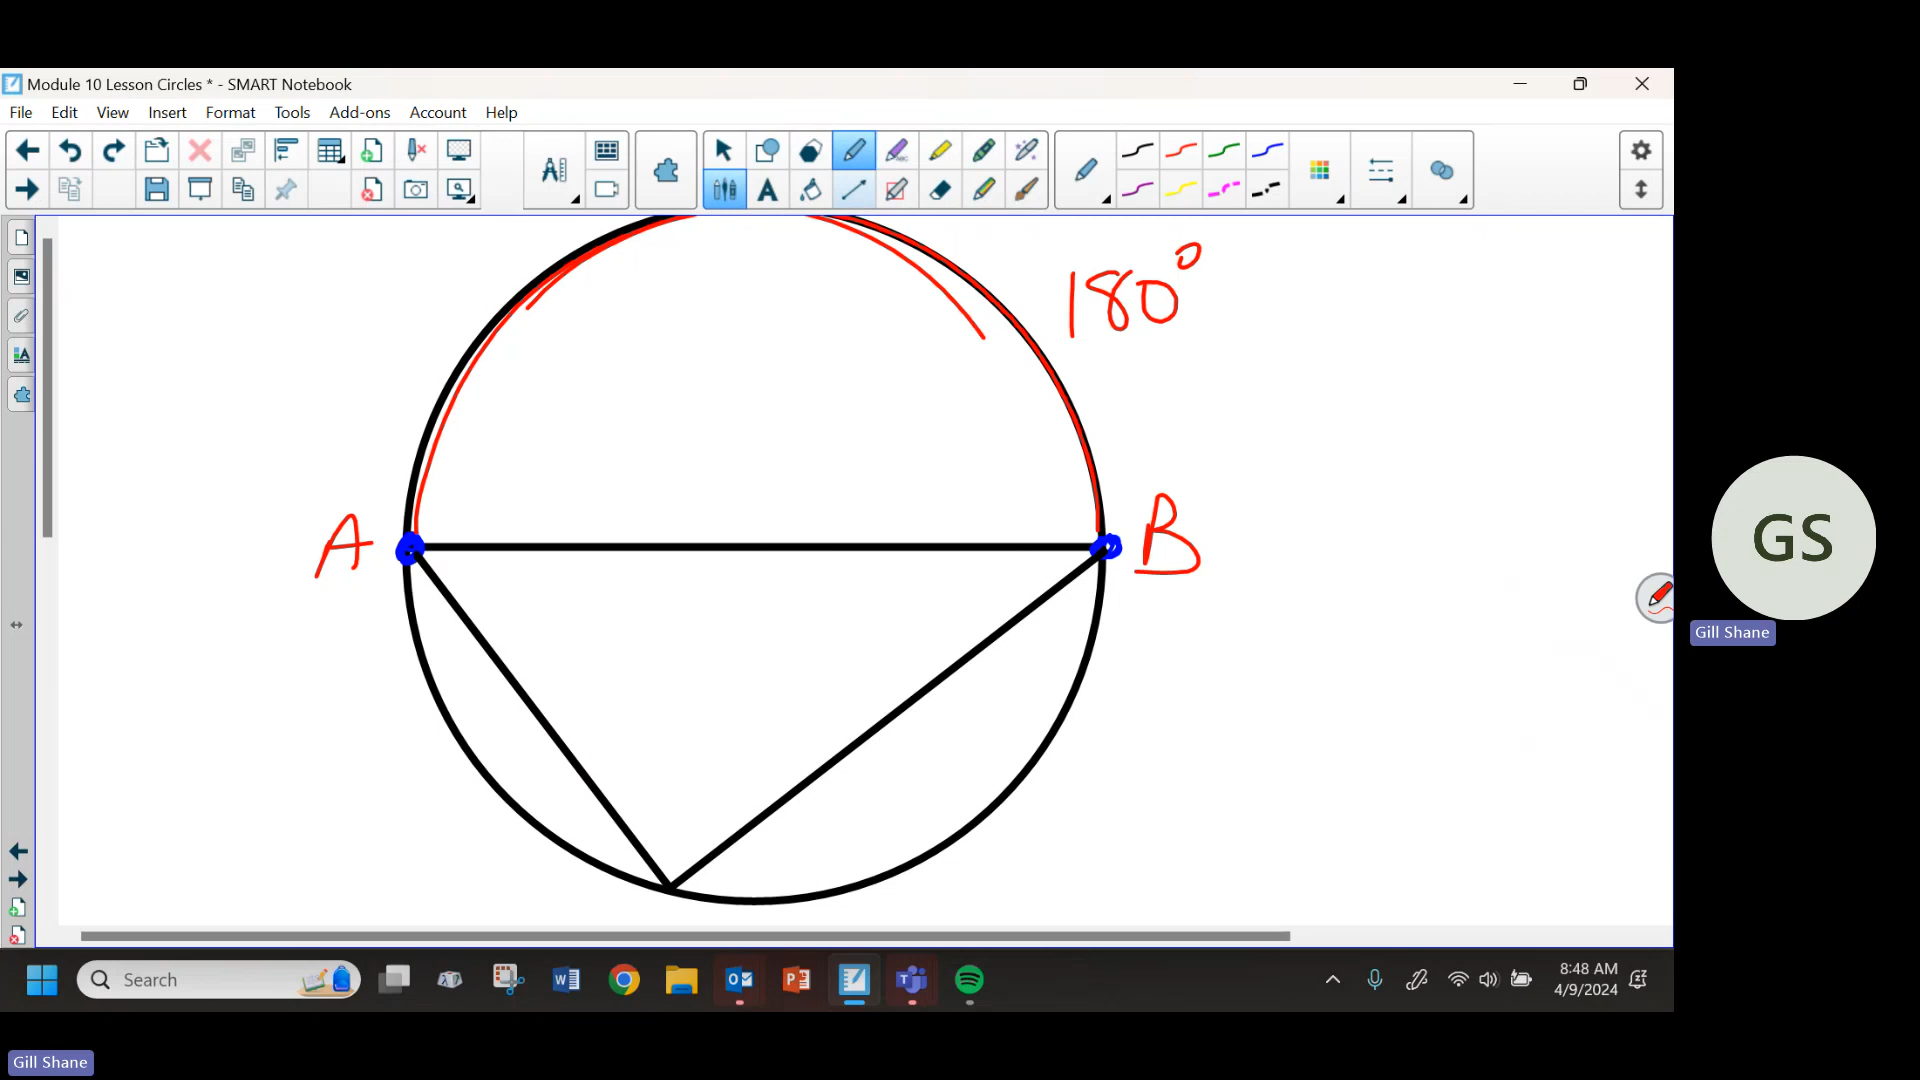 Module 10 Lesson Circles * - SMART Notebook
File Edit View Insert Format Tools Add-ons Account Help
180°
A
B
GS
Gill Shane
Search
8:48 AM
4/9/2024
Gill Shane